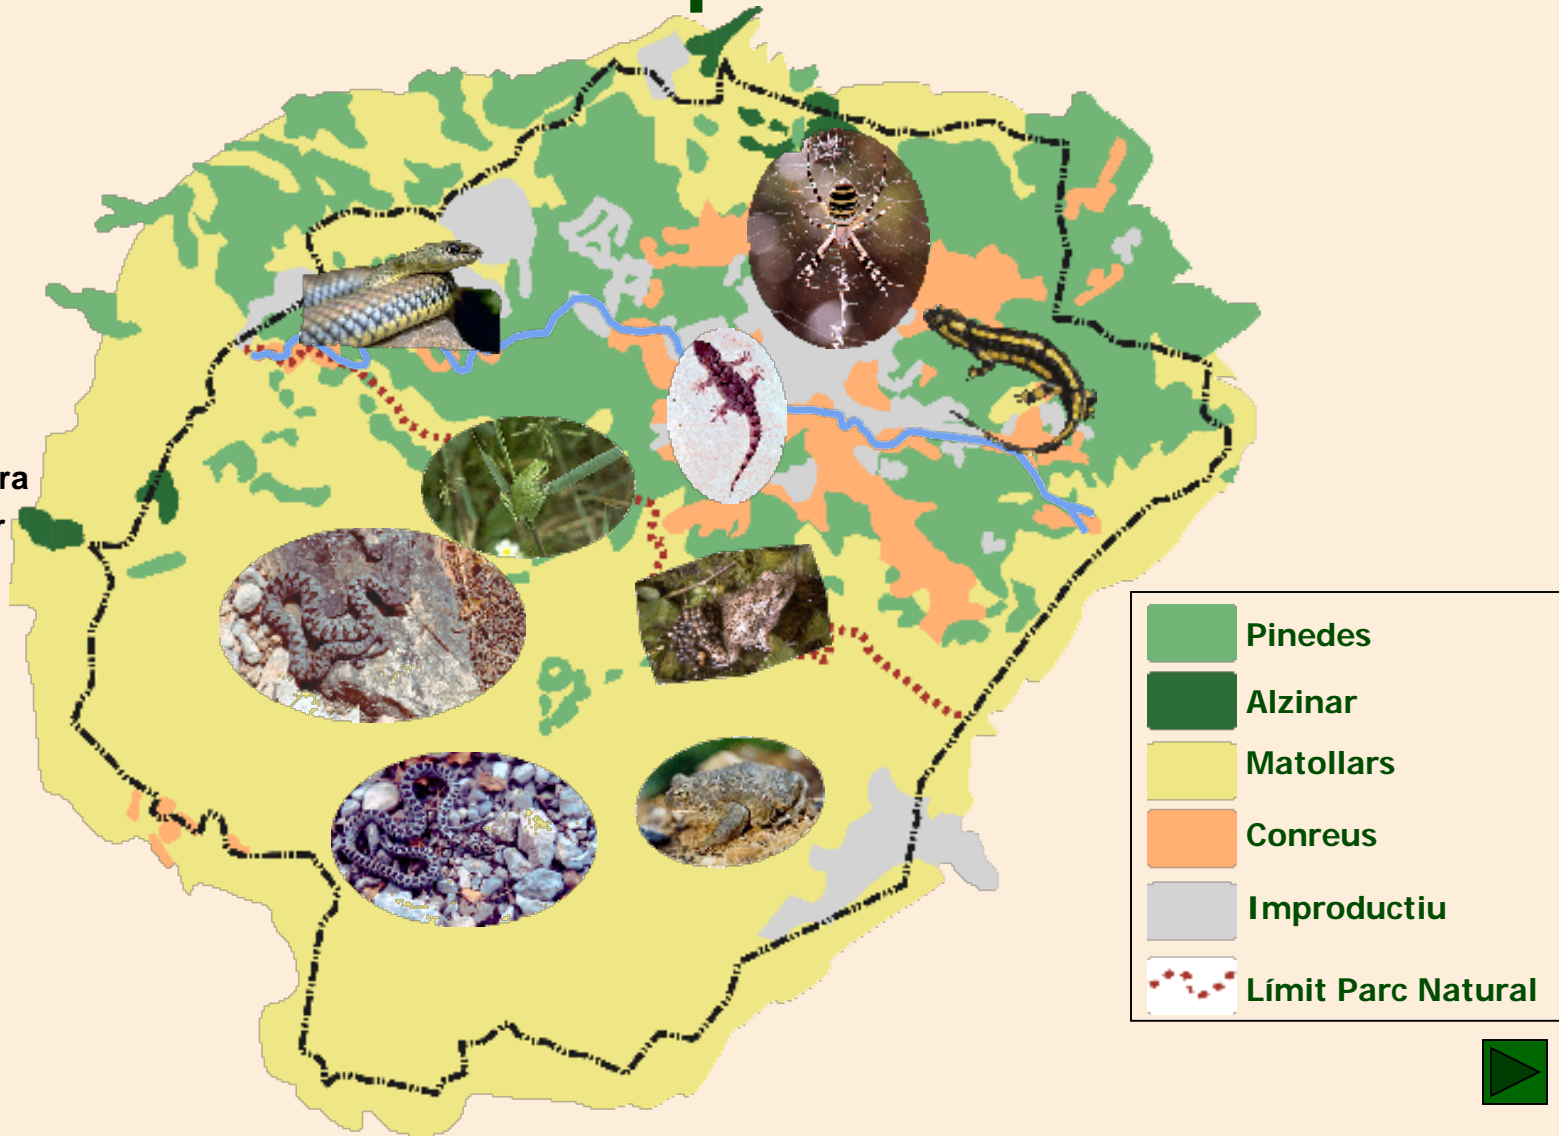 ra
r
Pinedes
Alzinar
Matollars
Conreus
Improductiu
Límit Parc Natural